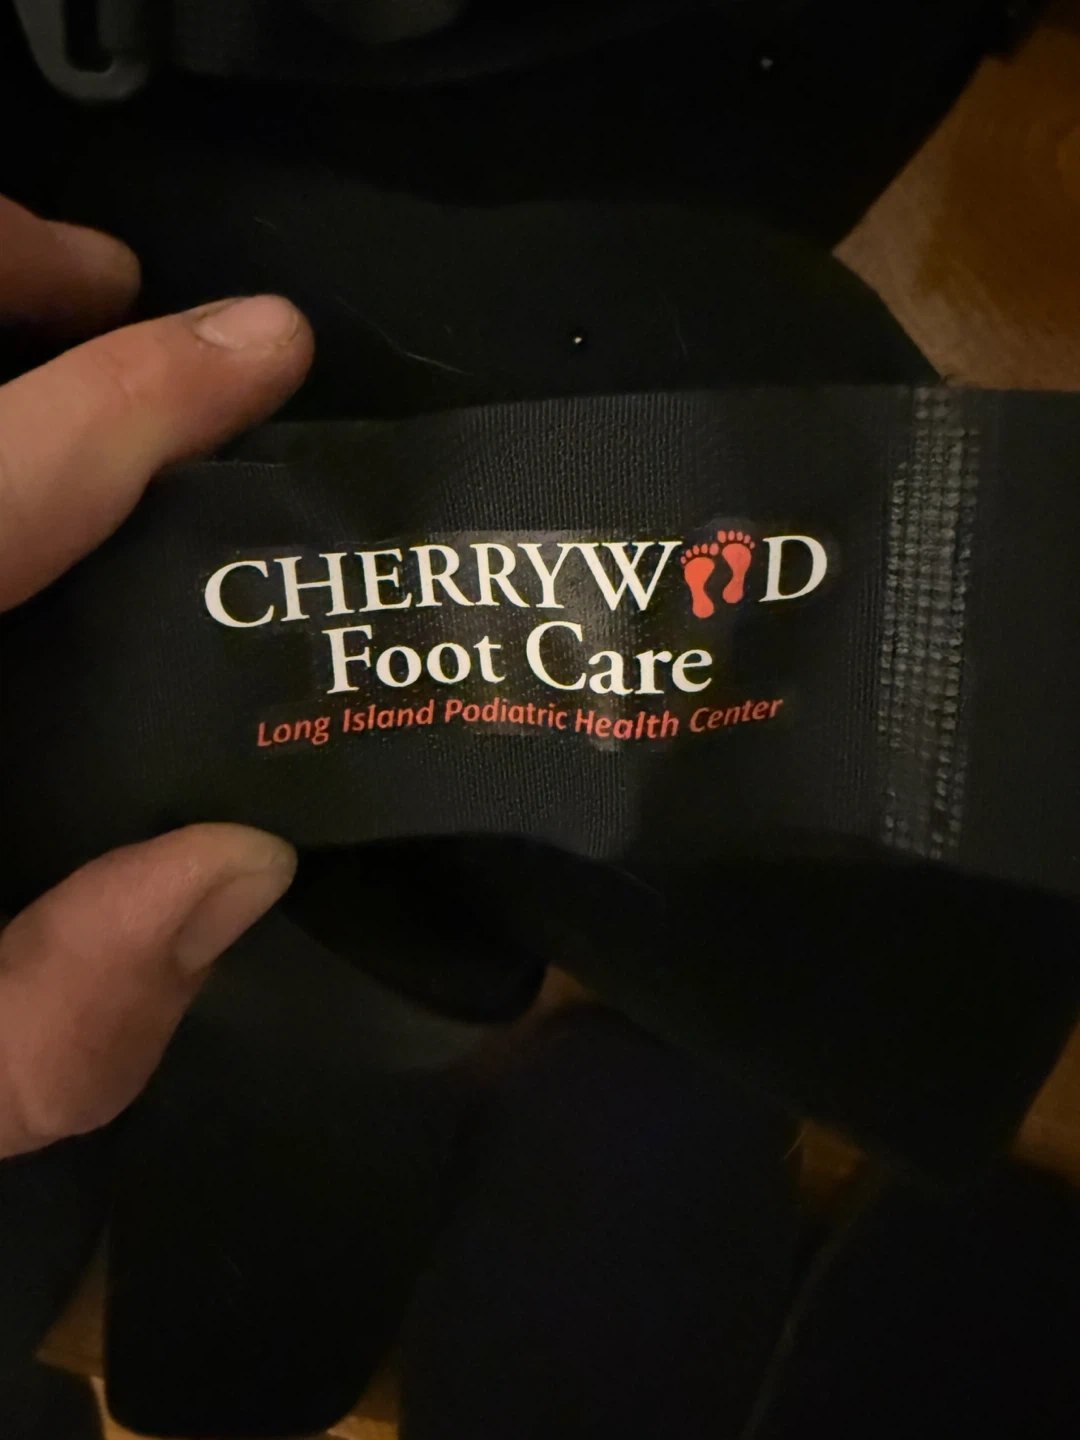 CHERRYWOOD
Foot Care
Long Island Podiatric Health Center